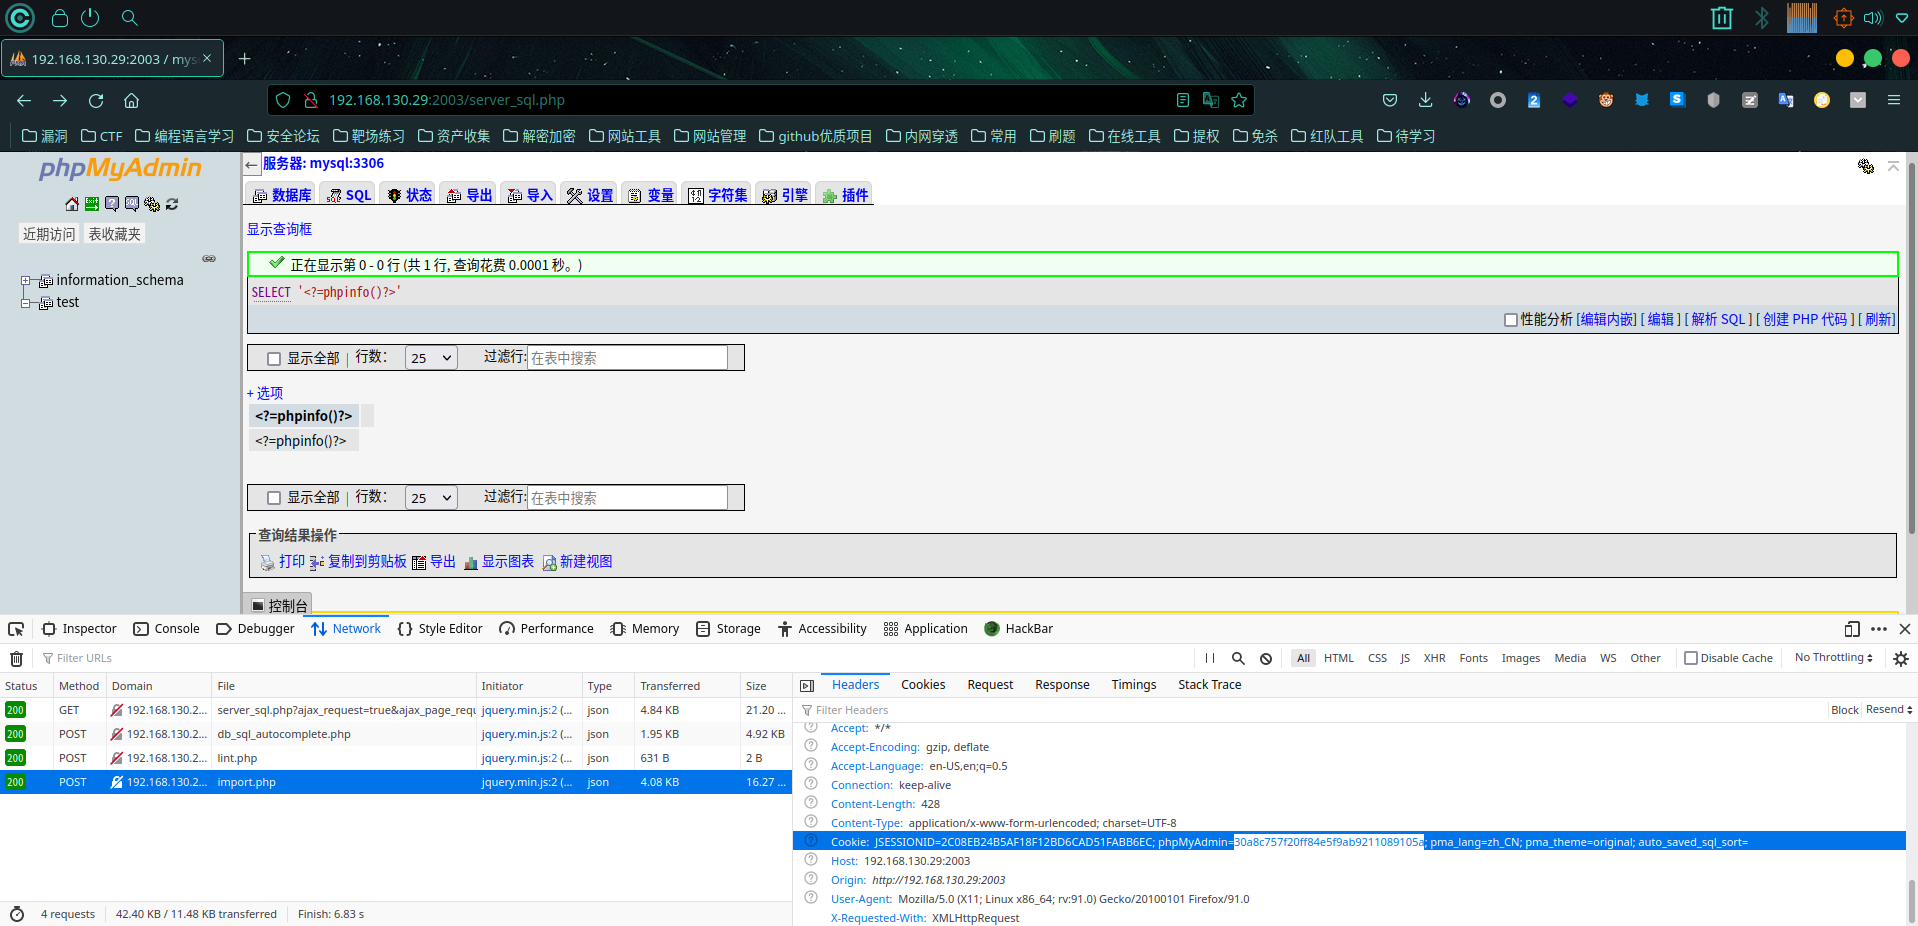 192.168.130.29:2003 / mys
192.168.130.29:2003/server_sql.php
漏洞 CTF 编程语言学习 安全论坛 靶场练习 资产收集 解密加密 网站工具 网站管理 github优质项目 内网穿透 常用 刷题 在线工具 提权 免杀 红队工具 待学习
phpMyAdmin
近期访问 表收藏夹
information_schema
test
服务器: mysql:3306
数据库 SQL 状态 导出 导入 设置 变量 字符集 引擎 插件
显示查询框
正在显示第 0 - 0 行 (共 1 行, 查询花费 0.0001 秒。)
SELECT '<?=phpinfo()?>'
性能分析 [编辑内嵌] [ 编辑 ] [ 解析 SQL ] [ 创建 PHP 代码 ] [ 刷新]
显示全部 | 行数: 25 过滤行: 在表中搜索
+ 选项
<?=phpinfo()?>
<?=phpinfo()?>
显示全部 | 行数: 25 过滤行: 在表中搜索
查询结果操作
打印 复制到剪贴板 导出 显示图表 新建视图
控制台
Inspector Console Debugger Network Style Editor Performance Memory Storage Accessibility Application HackBar
Filter URLs
All HTML CSS JS XHR Fonts Images Media WS Other Disable Cache No Throttling
Status Method Domain File Initiator Type Transferred Size
200 GET 192.168.130.2... server_sql.php?ajax_request=true&ajax_page_requ jquery.min.js:2 (... json 4.84 KB 21.20 ...
200 POST 192.168.130.2... db_sql_autocomplete.php jquery.min.js:2 (... json 1.95 KB 4.92 KB
200 POST 192.168.130.2... lint.php jquery.min.js:2 (... json 631 B 2 B
200 POST 192.168.130.2... import.php jquery.min.js:2 (... json 4.08 KB 16.27 ...
4 requests 42.40 KB / 11.48 KB transferred Finish: 6.83 s
Headers Cookies Request Response Timings Stack Trace
Filter Headers Block Resend
Accept: */*
Accept-Encoding: gzip, deflate
Accept-Language: en-US,en;q=0.5
Connection: keep-alive
Content-Length: 428
Content-Type: application/x-www-form-urlencoded; charset=UTF-8
Cookie: JSESSIONID=2C08EB24B5AF18F12BD6CAD51FABB6EC; phpMyAdmin=30a8c757f20ff84e5f9ab9211089105a; pma_lang=zh_CN; pma_theme=original; auto_saved_sql_sort=
Host: 192.168.130.29:2003
Origin: http://192.168.130.29:2003
User-Agent: Mozilla/5.0 (X11; Linux x86_64; rv:91.0) Gecko/20100101 Firefox/91.0
X-Requested-With: XMLHttpRequest